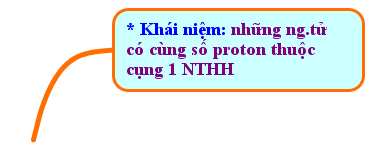 * Khái niệm: những ng.tử
có cùng số proton thuộc
cụng 1 NTHH